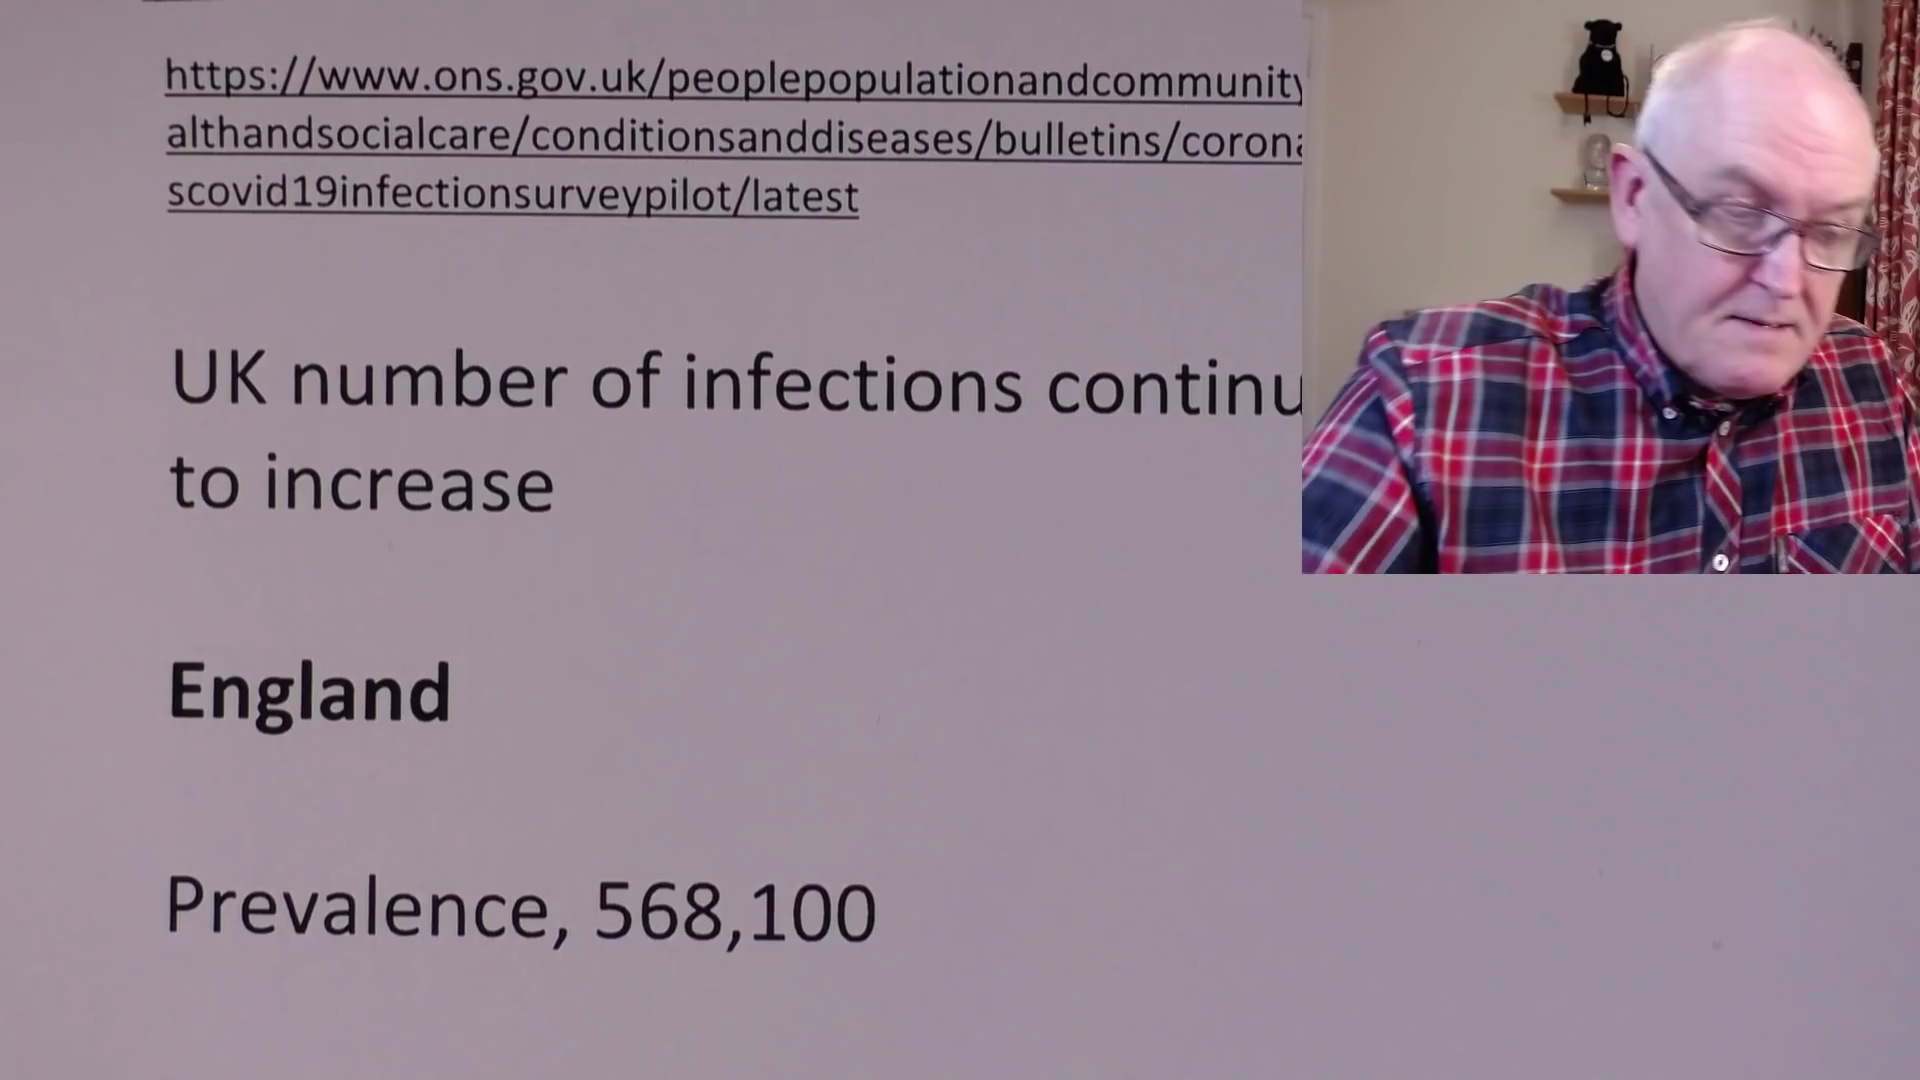 https://www.ons.gov.uk/peoplepopulationandcommunity
althandsocialcare/conditionsanddiseases/bulletins/corona
scovid19infectionsurveypilot/latest
UK number of infections continu
to increase
England
Prevalence, 568,100